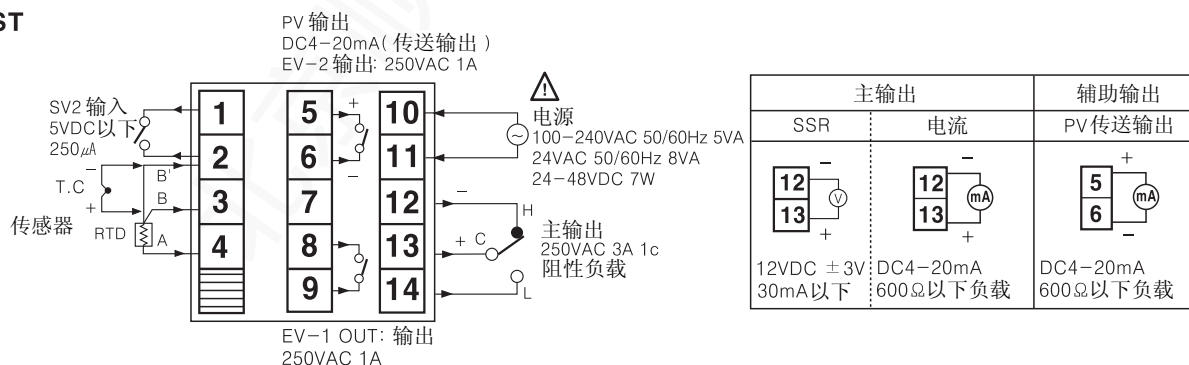 ST
PV 输出
DC4-20mA( 传送输出 )
EV-2 输出: 250VAC 1A
SV2 输入
5VDC以下
250μA
T.C
-
+
传感器
RTD
B'
B
A
1
2
3
4
5
6
7
8
9
10
11
12
13
14
+
-
电源
100-240VAC 50/60Hz 5VA
24VAC 50/60Hz 8VA
24-48VDC 7W
-
H
+ C
L
主输出
250VAC 3A 1c
阻性负载
EV-1 OUT: 输出
250VAC 1A
主输出 辅助输出
SSR 电流 PV传送输出
-
12
13
V
+
12VDC ±3V
30mA以下
-
12
13
mA
+
DC4-20mA
600Ω以下负载
+
5
6
mA
-
DC4-20mA
600Ω以下负载